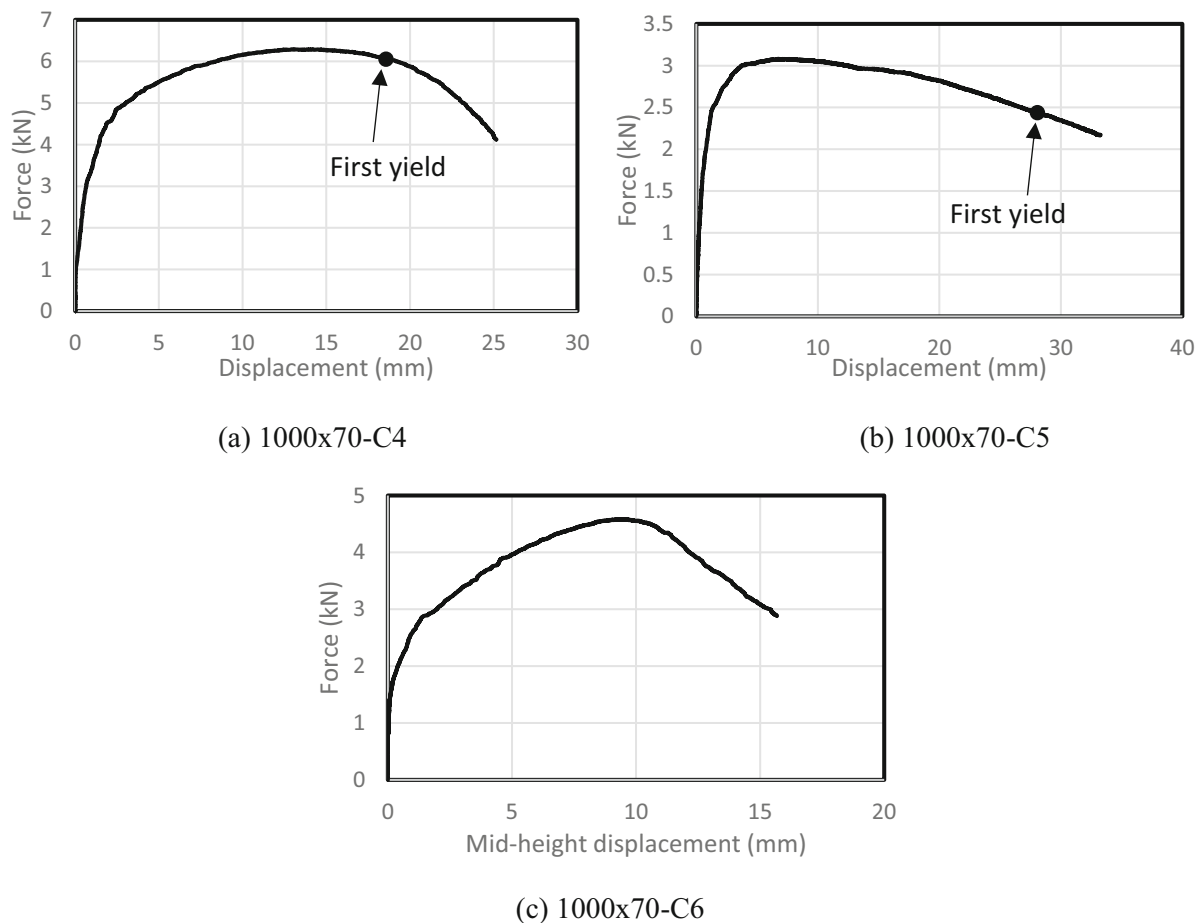 7
6
5
4
3
2
1
0
Force (kN)
First yield
0 5 10 15 20 25 30
Displacement (mm)
(a) 1000x70-C4
3.5
3
2.5
2
1.5
1
0.5
0
Force (kN)
First yield
0 10 20 30 40
Displacement (mm)
(b) 1000x70-C5
5
4
3
2
1
0
Force (kN)
0 5 10 15 20
Mid-height displacement (mm)
(c) 1000x70-C6